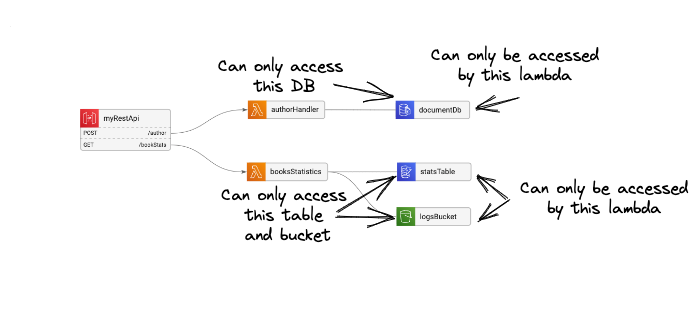 Can only access
this DB
Can only be accessed
by this lambda
myRestApi
POST /author
GET /bookStats
authorHandler
documentDb
booksStatistics
statsTable
logsBucket
Can only access
this table
and bucket
Can only be accessed
by this lambda